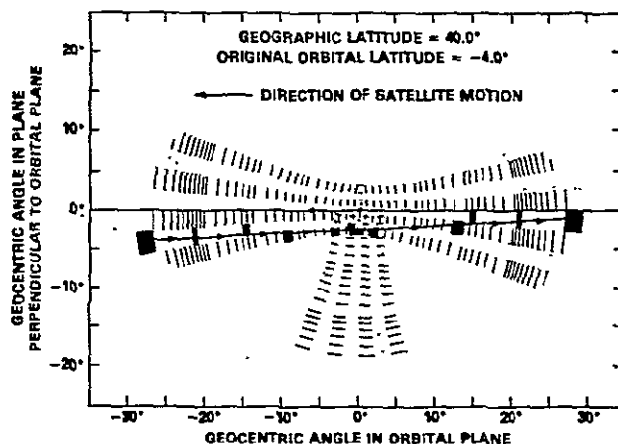 GEOGRAPHIC LATITUDE = 40.0°
ORIGINAL ORBITAL LATITUDE = −4.0°
DIRECTION OF SATELLITE MOTION
GEOCENTRIC ANGLE IN PLANE
PERPENDICULAR TO ORBITAL PLANE
20°
10°
0°
−10°
−20°
−30°
−20°
−10°
0°
10°
20°
30°
GEOCENTRIC ANGLE IN ORBITAL PLANE